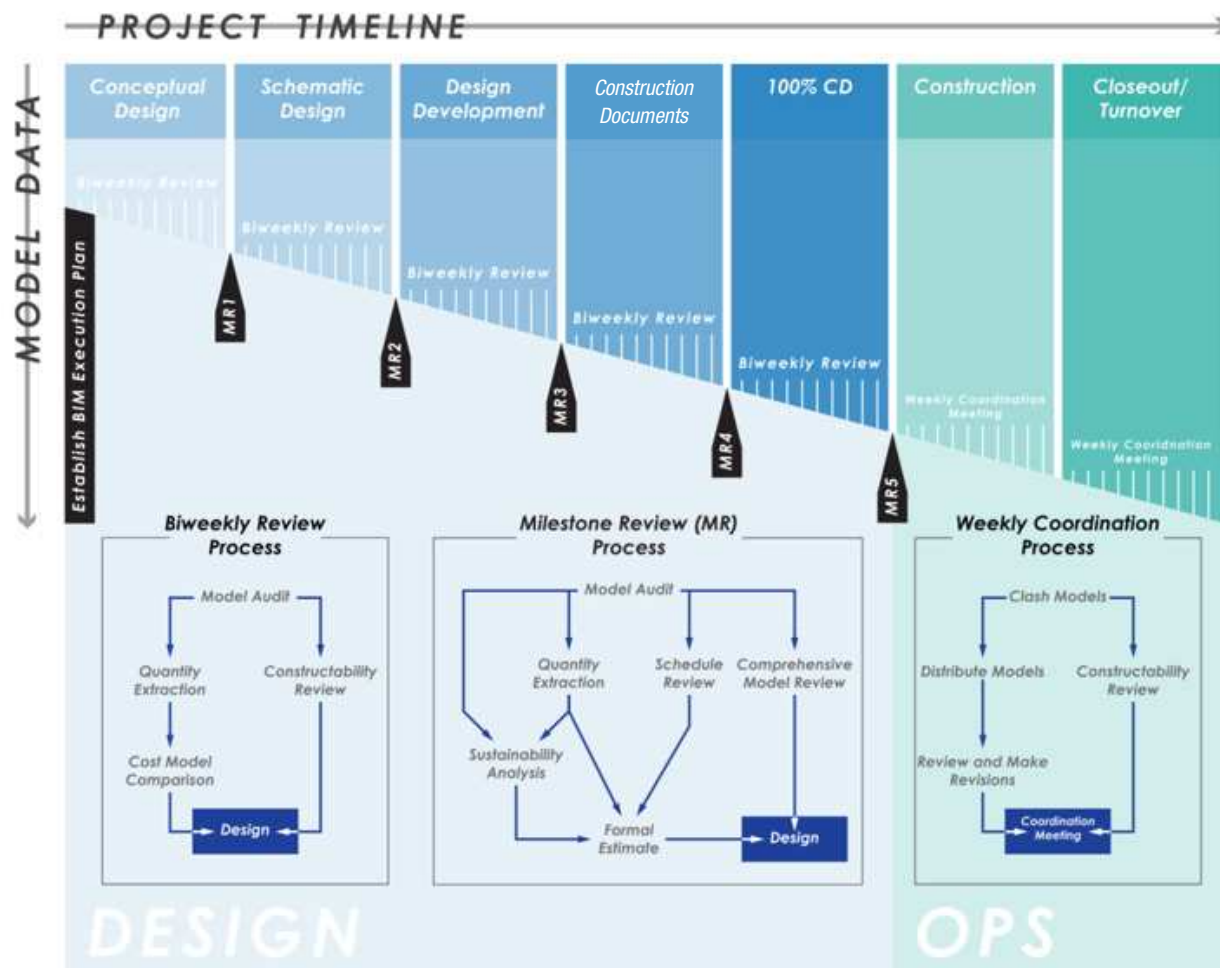 PROJECT TIMELINE
MODEL DATA
Conceptual
Design
Schematic
Design
Design
Development
Construction
Documents
100% CD
Construction
Closeout/
Turnover
Biweekly Review
Biweekly Review
Biweekly Review
Biweekly Review
Biweekly Review
Weekly Coordination
Meeting
Weekly Cooridnation
Meeting
Establish BIM Execution Plan
MR1
MR2
MR3
MR4
MR5
Biweekly Review
Process
Model Audit
Quantity
Extraction
Constructability
Review
Cost Model
Comparison
Design
Milestone Review (MR)
Process
Model Audit
Quantity
Extraction
Schedule
Review
Comprehensive
Model Review
Sustainability
Analysis
Formal
Estimate
Design
Weekly Coordination
Process
Clash Models
Distribute Models
Constructability
Review
Review and Make
Revisions
Coordination
Meeting
DESIGN
OPS